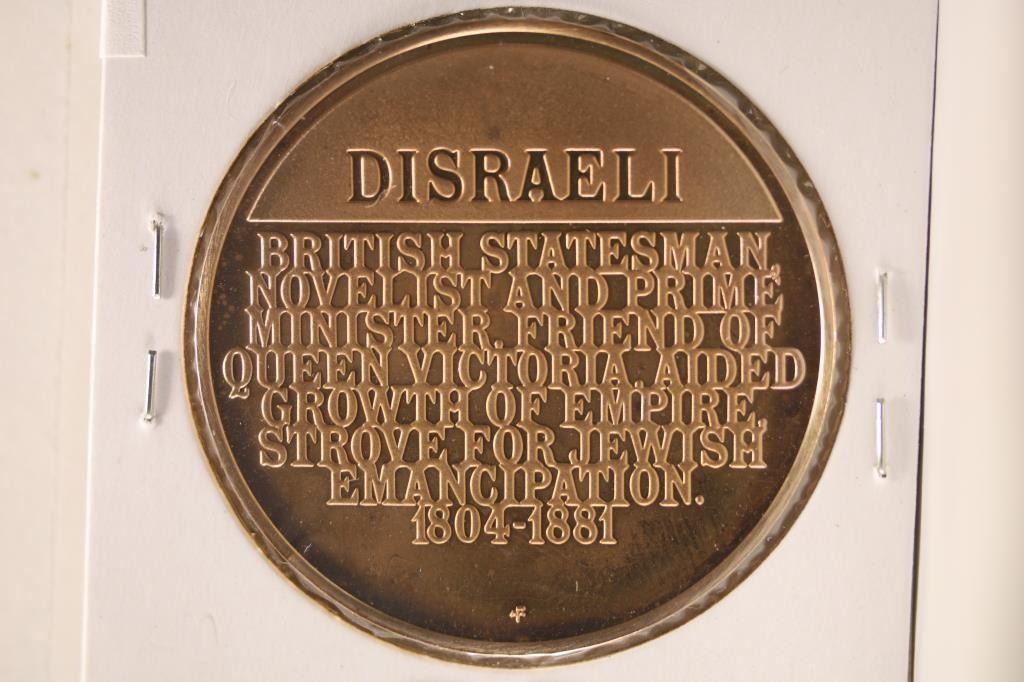 DISRAELI
BRITISH STATESMAN,
NOVELIST AND PRIME
MINISTER. FRIEND OF
QUEEN VICTORIA. AIDED
GROWTH OF EMPIRE,
STROVE FOR JEWISH
EMANCIPATION.
1804-1881